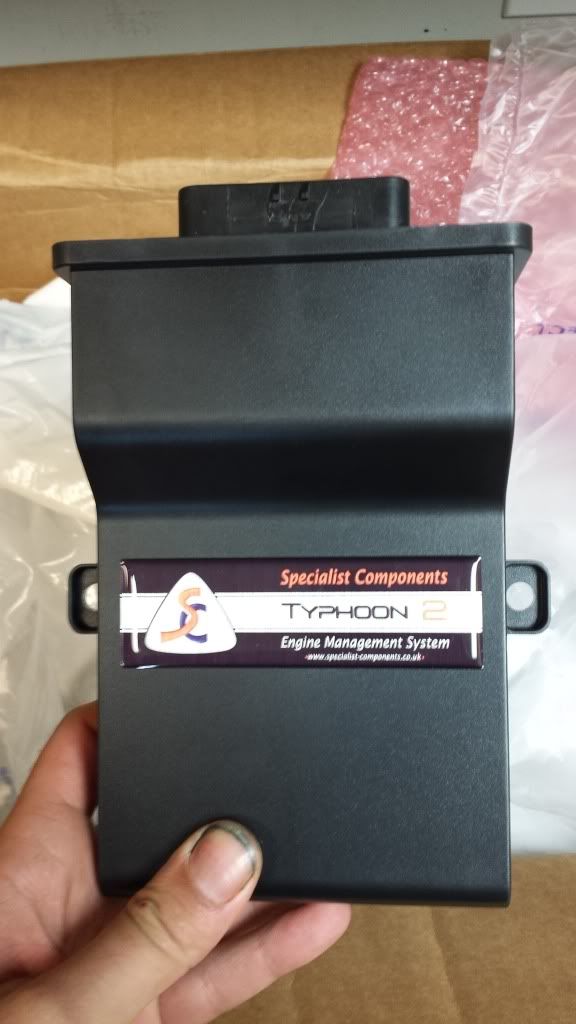 Specialist Components
SC
TYPHOON 2
Engine Management System
-www.specialist-components.co.uk-